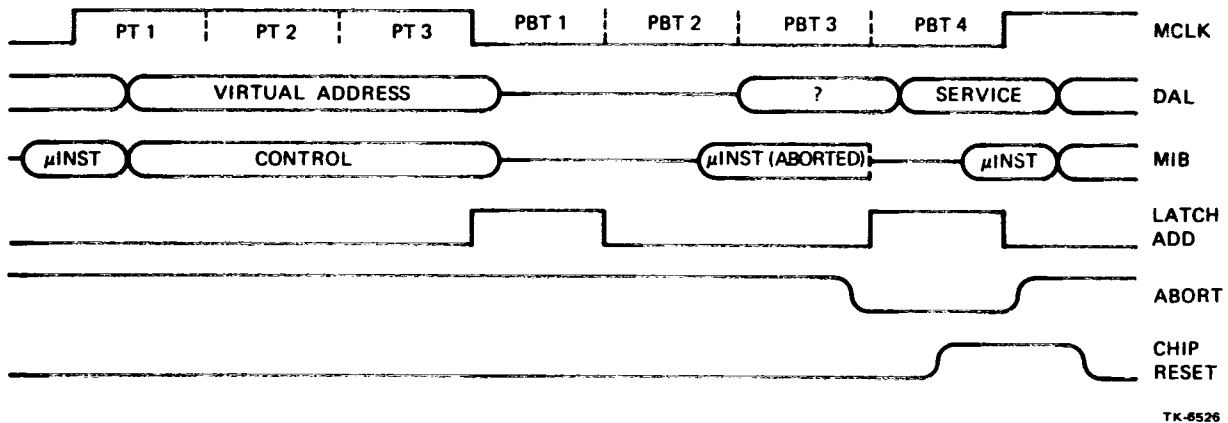 PT 1 PT 2 PT 3 PBT 1 PBT 2 PBT 3 PBT 4 MCLK
VIRTUAL ADDRESS ? SERVICE DAL
μINST CONTROL μINST (ABORTED) μINST MIB
LATCH
ADD
ABORT
CHIP
RESET
TK-6526